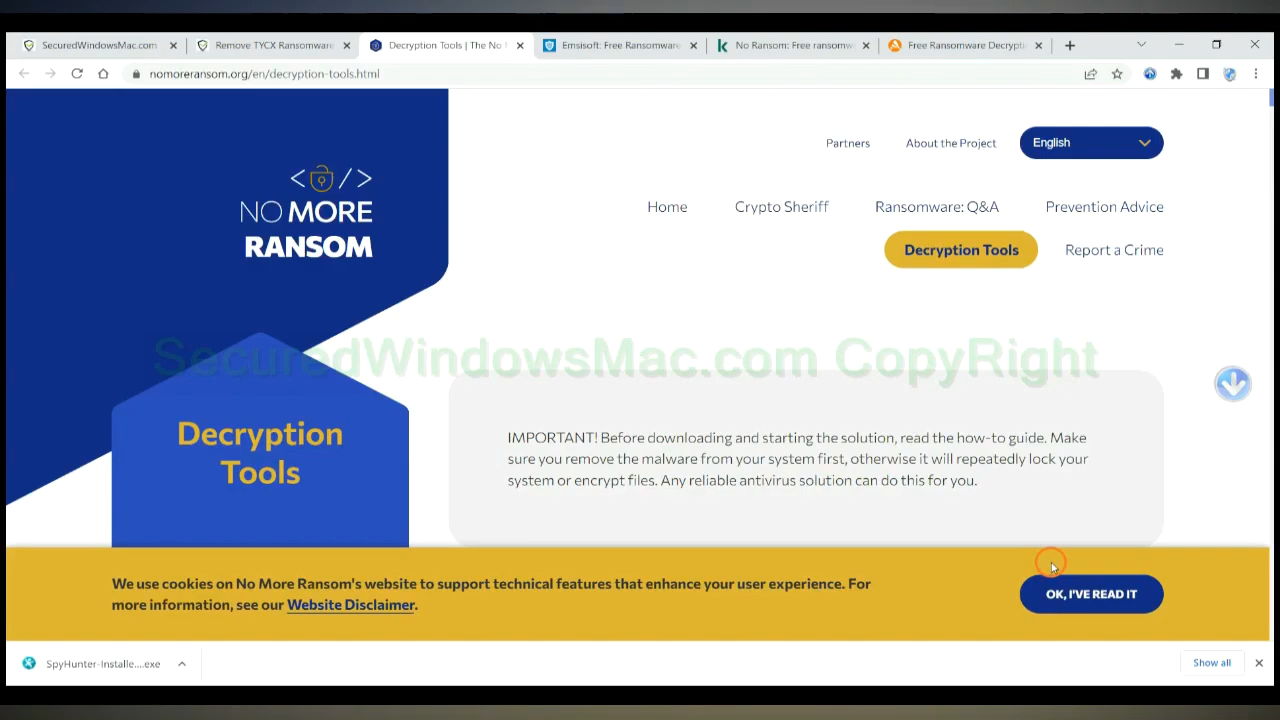 SecuredWindowsMac.com
Remove TYCX Ransomware
Decryption Tools | The No
Emsisoft: Free Ransomware
No Ransom: Free ransomw
Free Ransomware Decrypti
nomoreransom.org/en/decryption-tools.html
Partners
About the Project
English
NO MORE
RANSOM
Home
Crypto Sheriff
Ransomware: Q&A
Prevention Advice
Decryption Tools
Report a Crime
SecuredWindowsMac.com CopyRight
Decryption
Tools
IMPORTANT! Before downloading and starting the solution, read the how-to guide. Make
sure you remove the malware from your system first, otherwise it will repeatedly lock your
system or encrypt files. Any reliable antivirus solution can do this for you.
We use cookies on No More Ransom's website to support technical features that enhance your user experience. For
more information, see our Website Disclaimer.
OK, I'VE READ IT
SpyHunter-Installe....exe
Show all